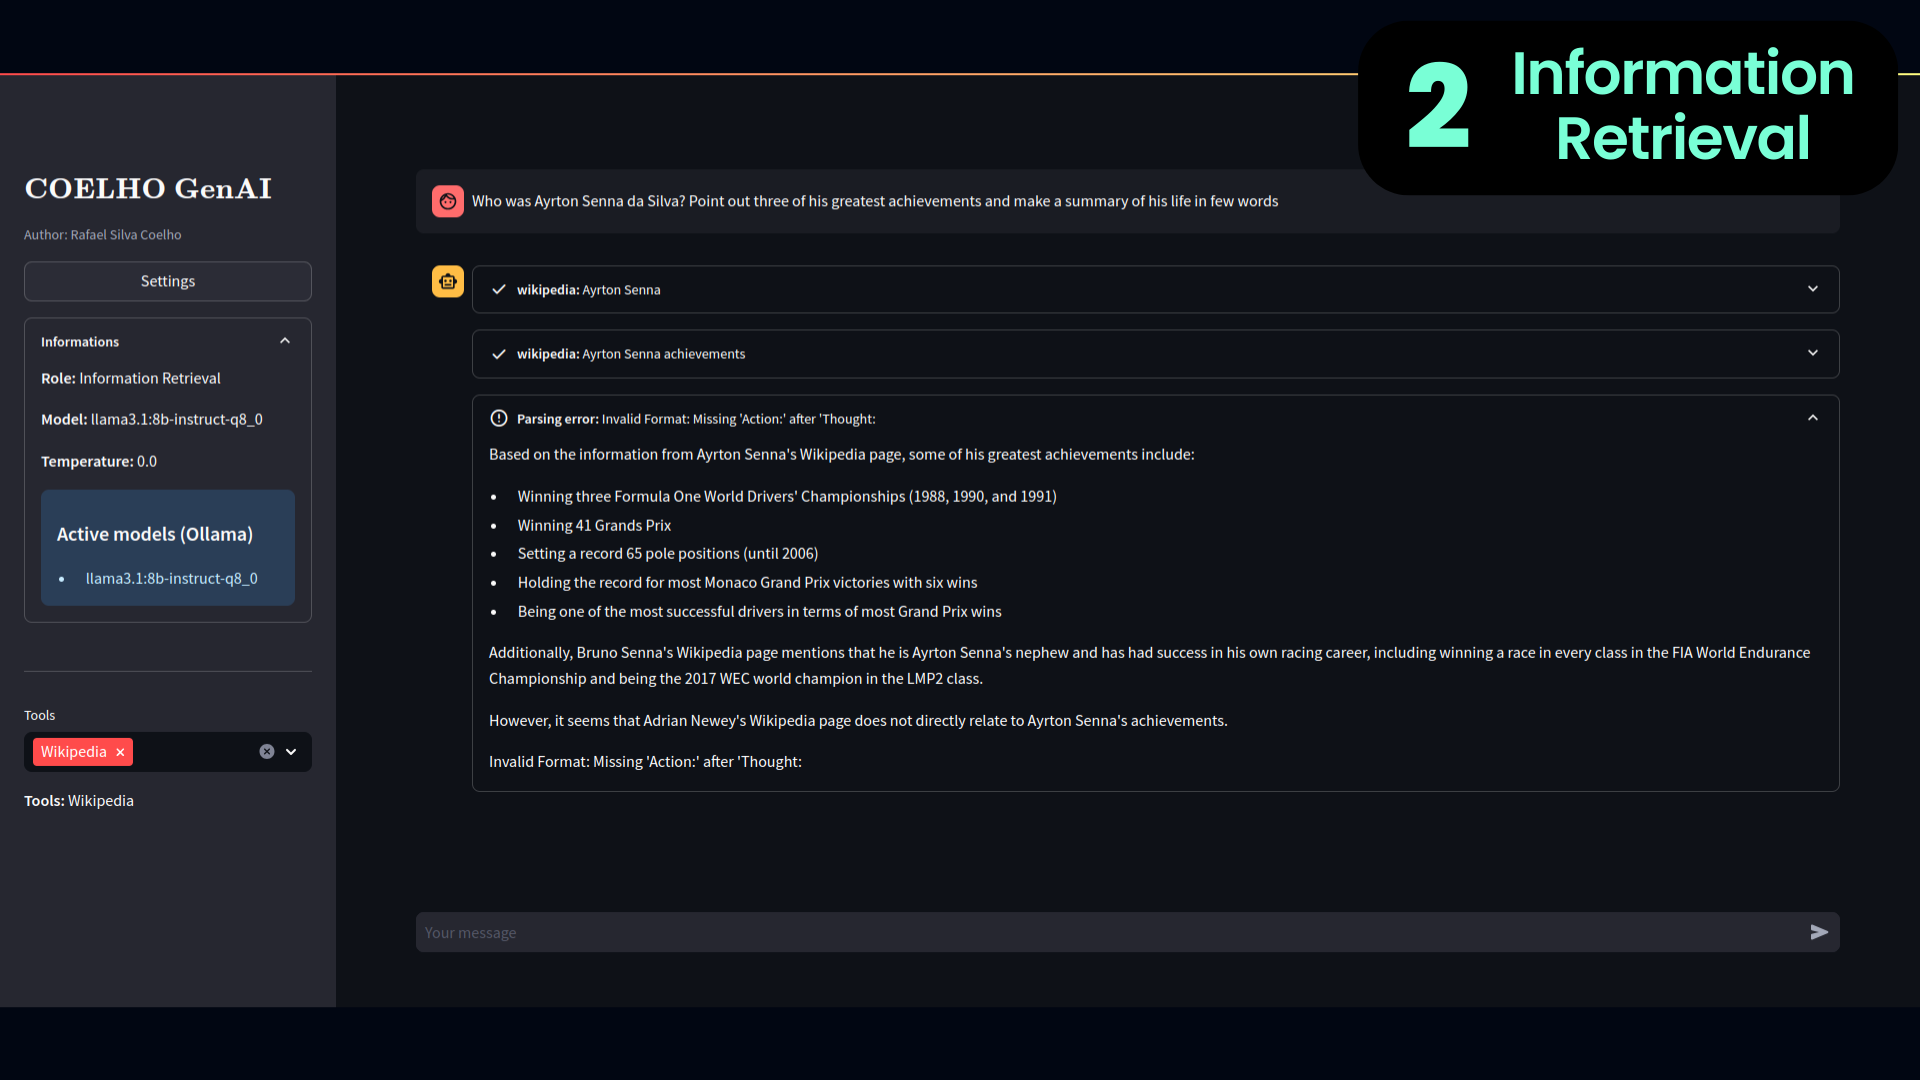 2 Information
Retrieval
COELHO GenAI
Author: Rafael Silva Coelho
Settings
Informations
Role: Information Retrieval
Model: llama3.1:8b-instruct-q8_0
Temperature: 0.0
Active models (Ollama)
• llama3.1:8b-instruct-q8_0
Tools
Wikipedia ×
Tools: Wikipedia
Who was Ayrton Senna da Silva? Point out three of his greatest achievements and make a summary of his life in few words
wikipedia: Ayrton Senna
wikipedia: Ayrton Senna achievements
Parsing error: Invalid Format: Missing 'Action:' after 'Thought:
Based on the information from Ayrton Senna's Wikipedia page, some of his greatest achievements include:
• Winning three Formula One World Drivers' Championships (1988, 1990, and 1991)
• Winning 41 Grands Prix
• Setting a record 65 pole positions (until 2006)
• Holding the record for most Monaco Grand Prix victories with six wins
• Being one of the most successful drivers in terms of most Grand Prix wins
Additionally, Bruno Senna's Wikipedia page mentions that he is Ayrton Senna's nephew and has had success in his own racing career, including winning a race in every class in the FIA World Endurance
Championship and being the 2017 WEC world champion in the LMP2 class.
However, it seems that Adrian Newey's Wikipedia page does not directly relate to Ayrton Senna's achievements.
Invalid Format: Missing 'Action:' after 'Thought:
Your message